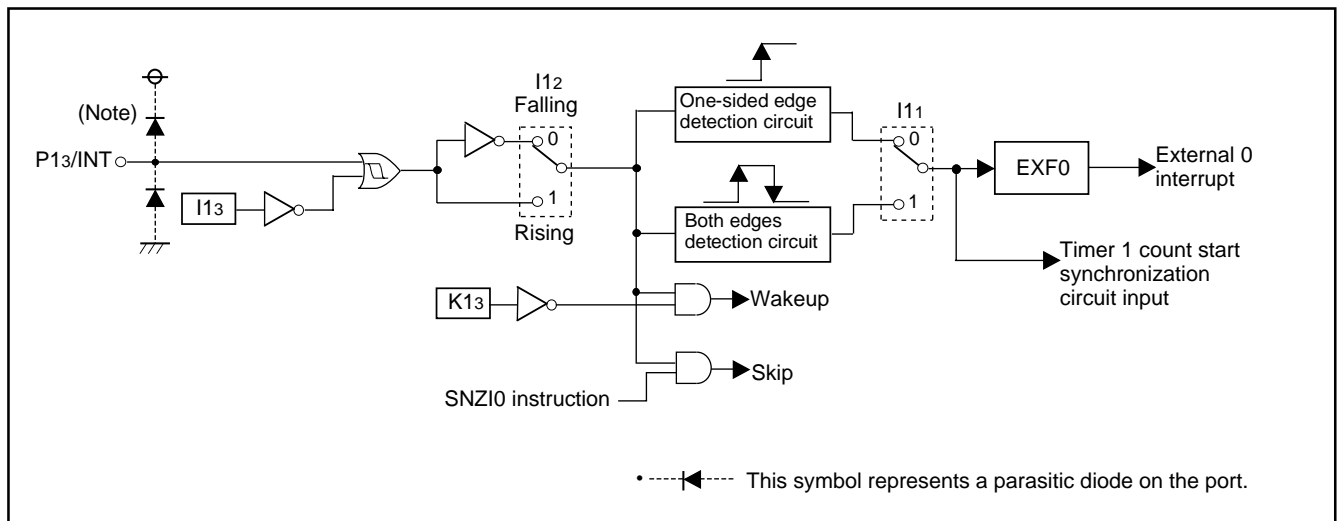 (Note)
P13/INT
I13
I12
Falling
0
1
Rising
One-sided edge
detection circuit
Both edges
detection circuit
I11
0
1
EXF0
External 0
interrupt
Timer 1 count start
synchronization
circuit input
K13
Wakeup
SNZI0 instruction
Skip
This symbol represents a parasitic diode on the port.